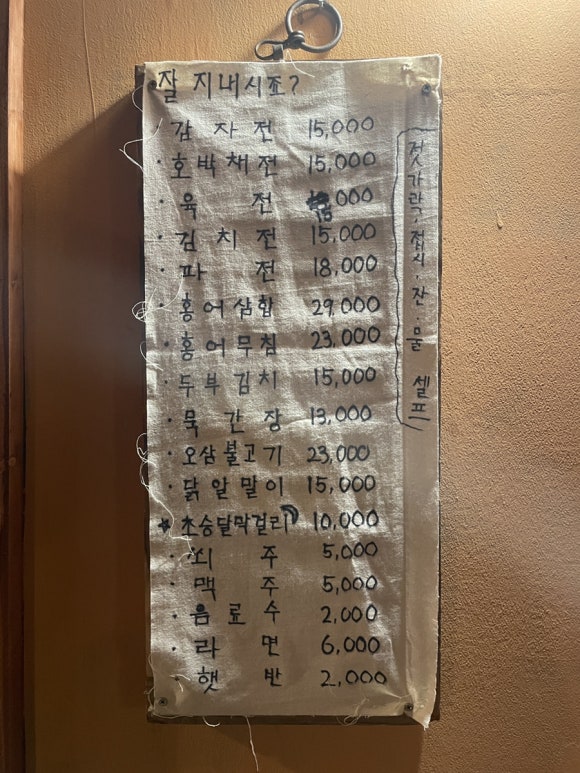 잘 지내시죠?
· 감자전 15,000
· 호박채전 15,000
· 육전 ,000
· 김치전 15,000
· 파전 18,000
· 홍어삼합 29,000
· 홍어무침 23,000
· 두부김치 15,000
· 묵간장 13,000
· 오삼불고기 23,000
· 닭알말이 15,000
★ 초승달막걸리 10,000
· 쇠주 5,000
· 맥주 5,000
· 음료수 2,000
· 라면 6,000
· 햇반 2,000
젓가락·접시·잔·물 셀프